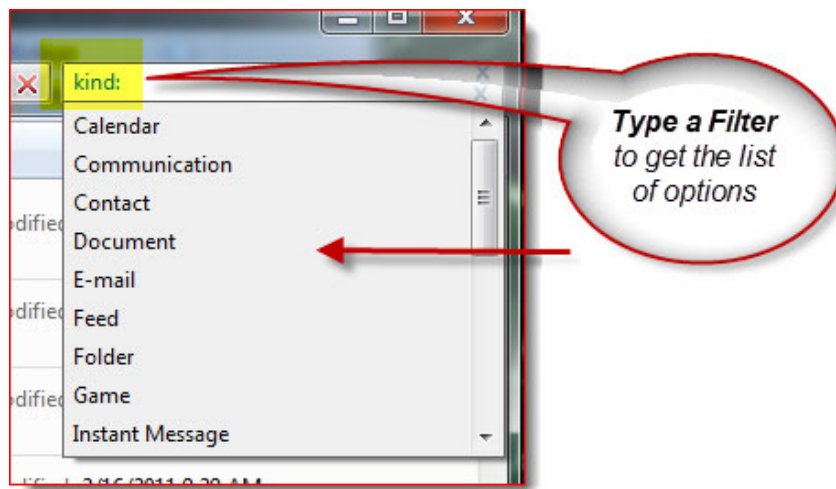 kind:
Calendar
Communication
Contact
Document
E-mail
Feed
Folder
Game
Instant Message
Type a Filter
to get the list
of options